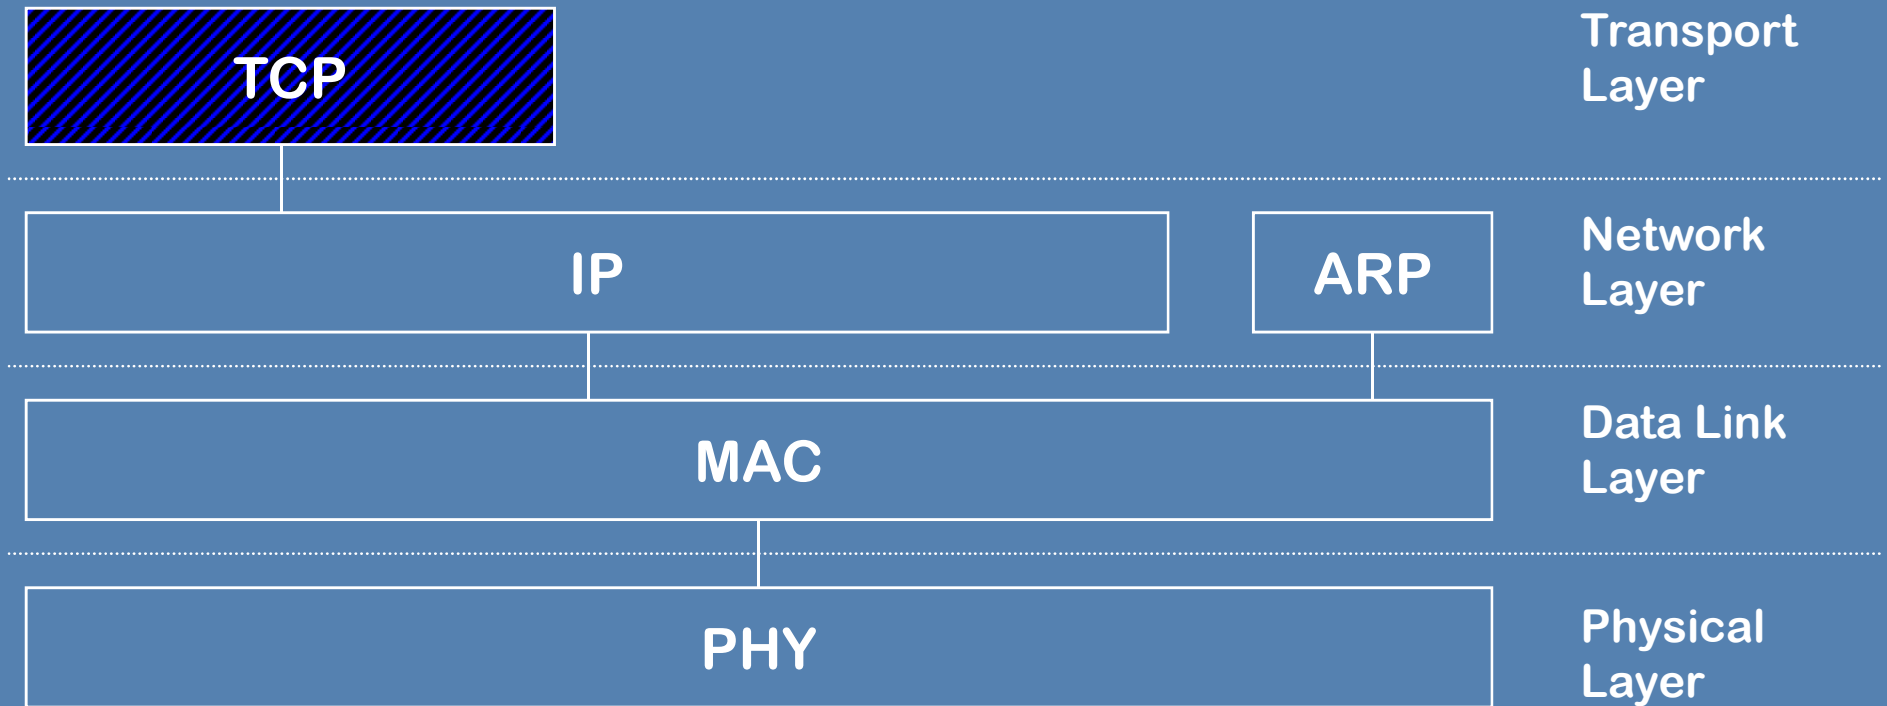 TCP
Transport
Layer
IP
ARP
Network
Layer
MAC
Data Link
Layer
PHY
Physical
Layer